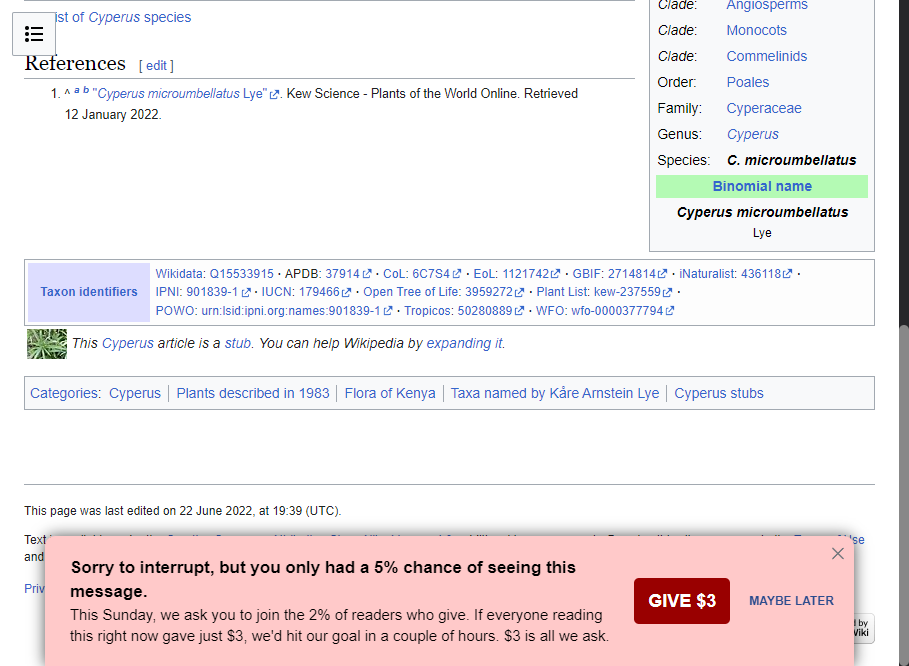 ist of Cyperus species
References [ edit ]
1. ^ a b "Cyperus microumbellatus Lye". Kew Science - Plants of the World Online. Retrieved
12 January 2022.
Clade: Angiosperms
Clade: Monocots
Clade: Commelinids
Order: Poales
Family: Cyperaceae
Genus: Cyperus
Species: C. microumbellatus
Binomial name
Cyperus microumbellatus
Lye
Taxon identifiers
Wikidata: Q15533915 · APDB: 37914 · CoL: 6C7S4 · EoL: 1121742 · GBIF: 2714814 · iNaturalist: 436118 ·
IPNI: 901839-1 · IUCN: 179466 · Open Tree of Life: 3959272 · Plant List: kew-237559 ·
POWO: urn:lsid:ipni.org:names:901839-1 · Tropicos: 50280889 · WFO: wfo-0000377794
This Cyperus article is a stub. You can help Wikipedia by expanding it.
Categories: Cyperus | Plants described in 1983 | Flora of Kenya | Taxa named by Kåre Arnstein Lye | Cyperus stubs
This page was last edited on 22 June 2022, at 19:39 (UTC).
Text
and
Priv
Sorry to interrupt, but you only had a 5% chance of seeing this
message.
This Sunday, we ask you to join the 2% of readers who give. If everyone reading
this right now gave just $3, we'd hit our goal in a couple of hours. $3 is all we ask.
GIVE $3
MAYBE LATER
by